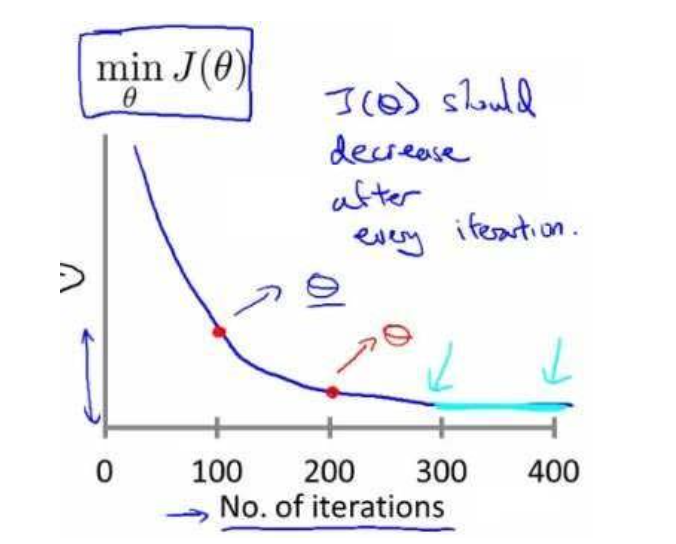 min J(θ)
θ
J(θ) should
decrease
after
every iteration.
θ
θ
0 100 200 300 400
→ No. of iterations